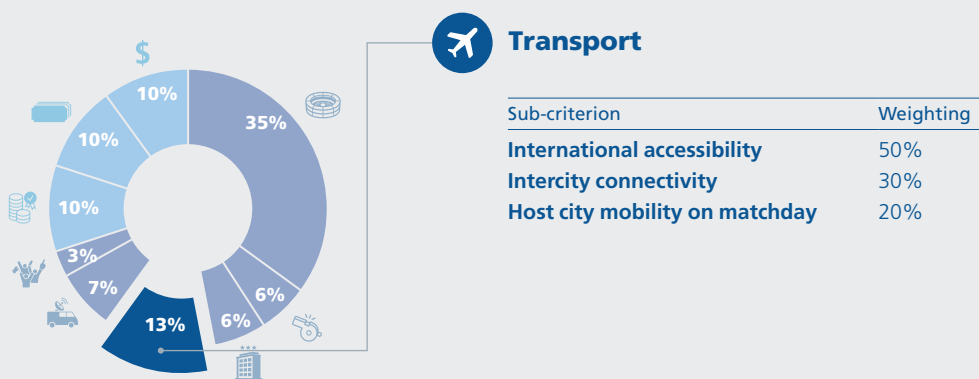 Transport
$
10%
35%
10%
10%
3%
7%
13%
6%
6%
Sub-criterion Weighting
International accessibility 50%
Intercity connectivity 30%
Host city mobility on matchday 20%